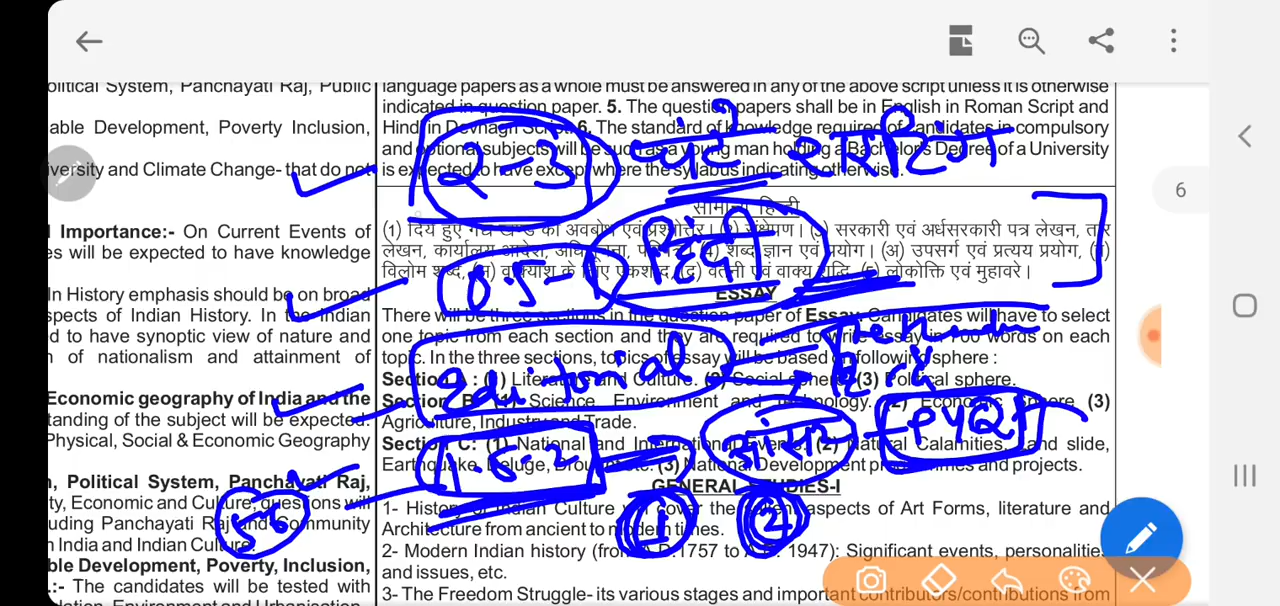 6
olitical System, Panchayati Raj, Public
able Development, Poverty Inclusion,
versity and Climate Change- that do not
Importance:- On Current Events of
es will be expected to have knowledge
In History emphasis should be on broad
spects of Indian History. In the Indian
d to have synoptic view of nature and
n of nationalism and attainment of
Economic geography of India and the
tanding of the subject will be expected.
Physical, Social & Economic Geography
n, Political System, Panchayati Raj,
ty, Economic and Culture, questions will
uding Panchayati Raj and Community
n India and Indian Culture.
ble Development, Poverty, Inclusion,
.:- The candidates will be tested with
Environment and Urbanisation.
language papers as a whole must be answered in any of the above script unless it is otherwise
indicated in question paper. 5. The question papers shall be in English in Roman Script and
Hindi in Devnagri Script. 6. The standard of knowledge required of candidates in compulsory
and optional subjects will be such as a young man holding a Bachelor's Degree of a University
is expected to have except where the syllabus indicating otherwise.
2-3 घंटे
सामान्य हिन्दी
(1) दिये हुए गद्य खण्ड का अवबोध एवं प्रश्नोत्तर। (2) संक्षेपण। (3) सरकारी एवं अर्धसरकारी पत्र लेखन, तार
लेखन, कार्यालय आदेश, अधिसूचना, शब्द ज्ञान एवं प्रयोग। (अ) उपसर्ग एवं प्रत्यय प्रयोग,
विलोम शब्द, वाक्यांश के लिए एकशब्द, वर्तनी एवं वाक्य शुद्धि, लोकोक्ति एवं मुहावरे।
0.5- हिंदी
ESSAY
There will be three sections in the question paper of Essay. Candidates will have to select
one topic from each section and they are required to write essay in 700 words on each
topic. In the three sections, topics of essay will be based on following sphere :
Section A : (1) Literature and Culture. (2) Social sphere. (3) Political sphere.
Section B: (1) Science, Environment and Technology. (2) Economic Sphere (3)
Agriculture, Industry and Trade.
Section C: (1) National and International Events. (2) Natural Calamities, Land slide,
Earthquake, Deluge, Drought etc. (3) National Development programmes and projects.
Editorial The Hindu
PYQ
1.5-2
56
1 2
GENERAL STUDIES-I
1- History of Indian Culture will cover the salient aspects of Art Forms, literature and
Architecture from ancient to modern times.
2- Modern Indian history (from A.D. 1757 to A.D. 1947): Significant events, personalities
and issues, etc.
3- The Freedom Struggle- its various stages and important contributors/contributions from